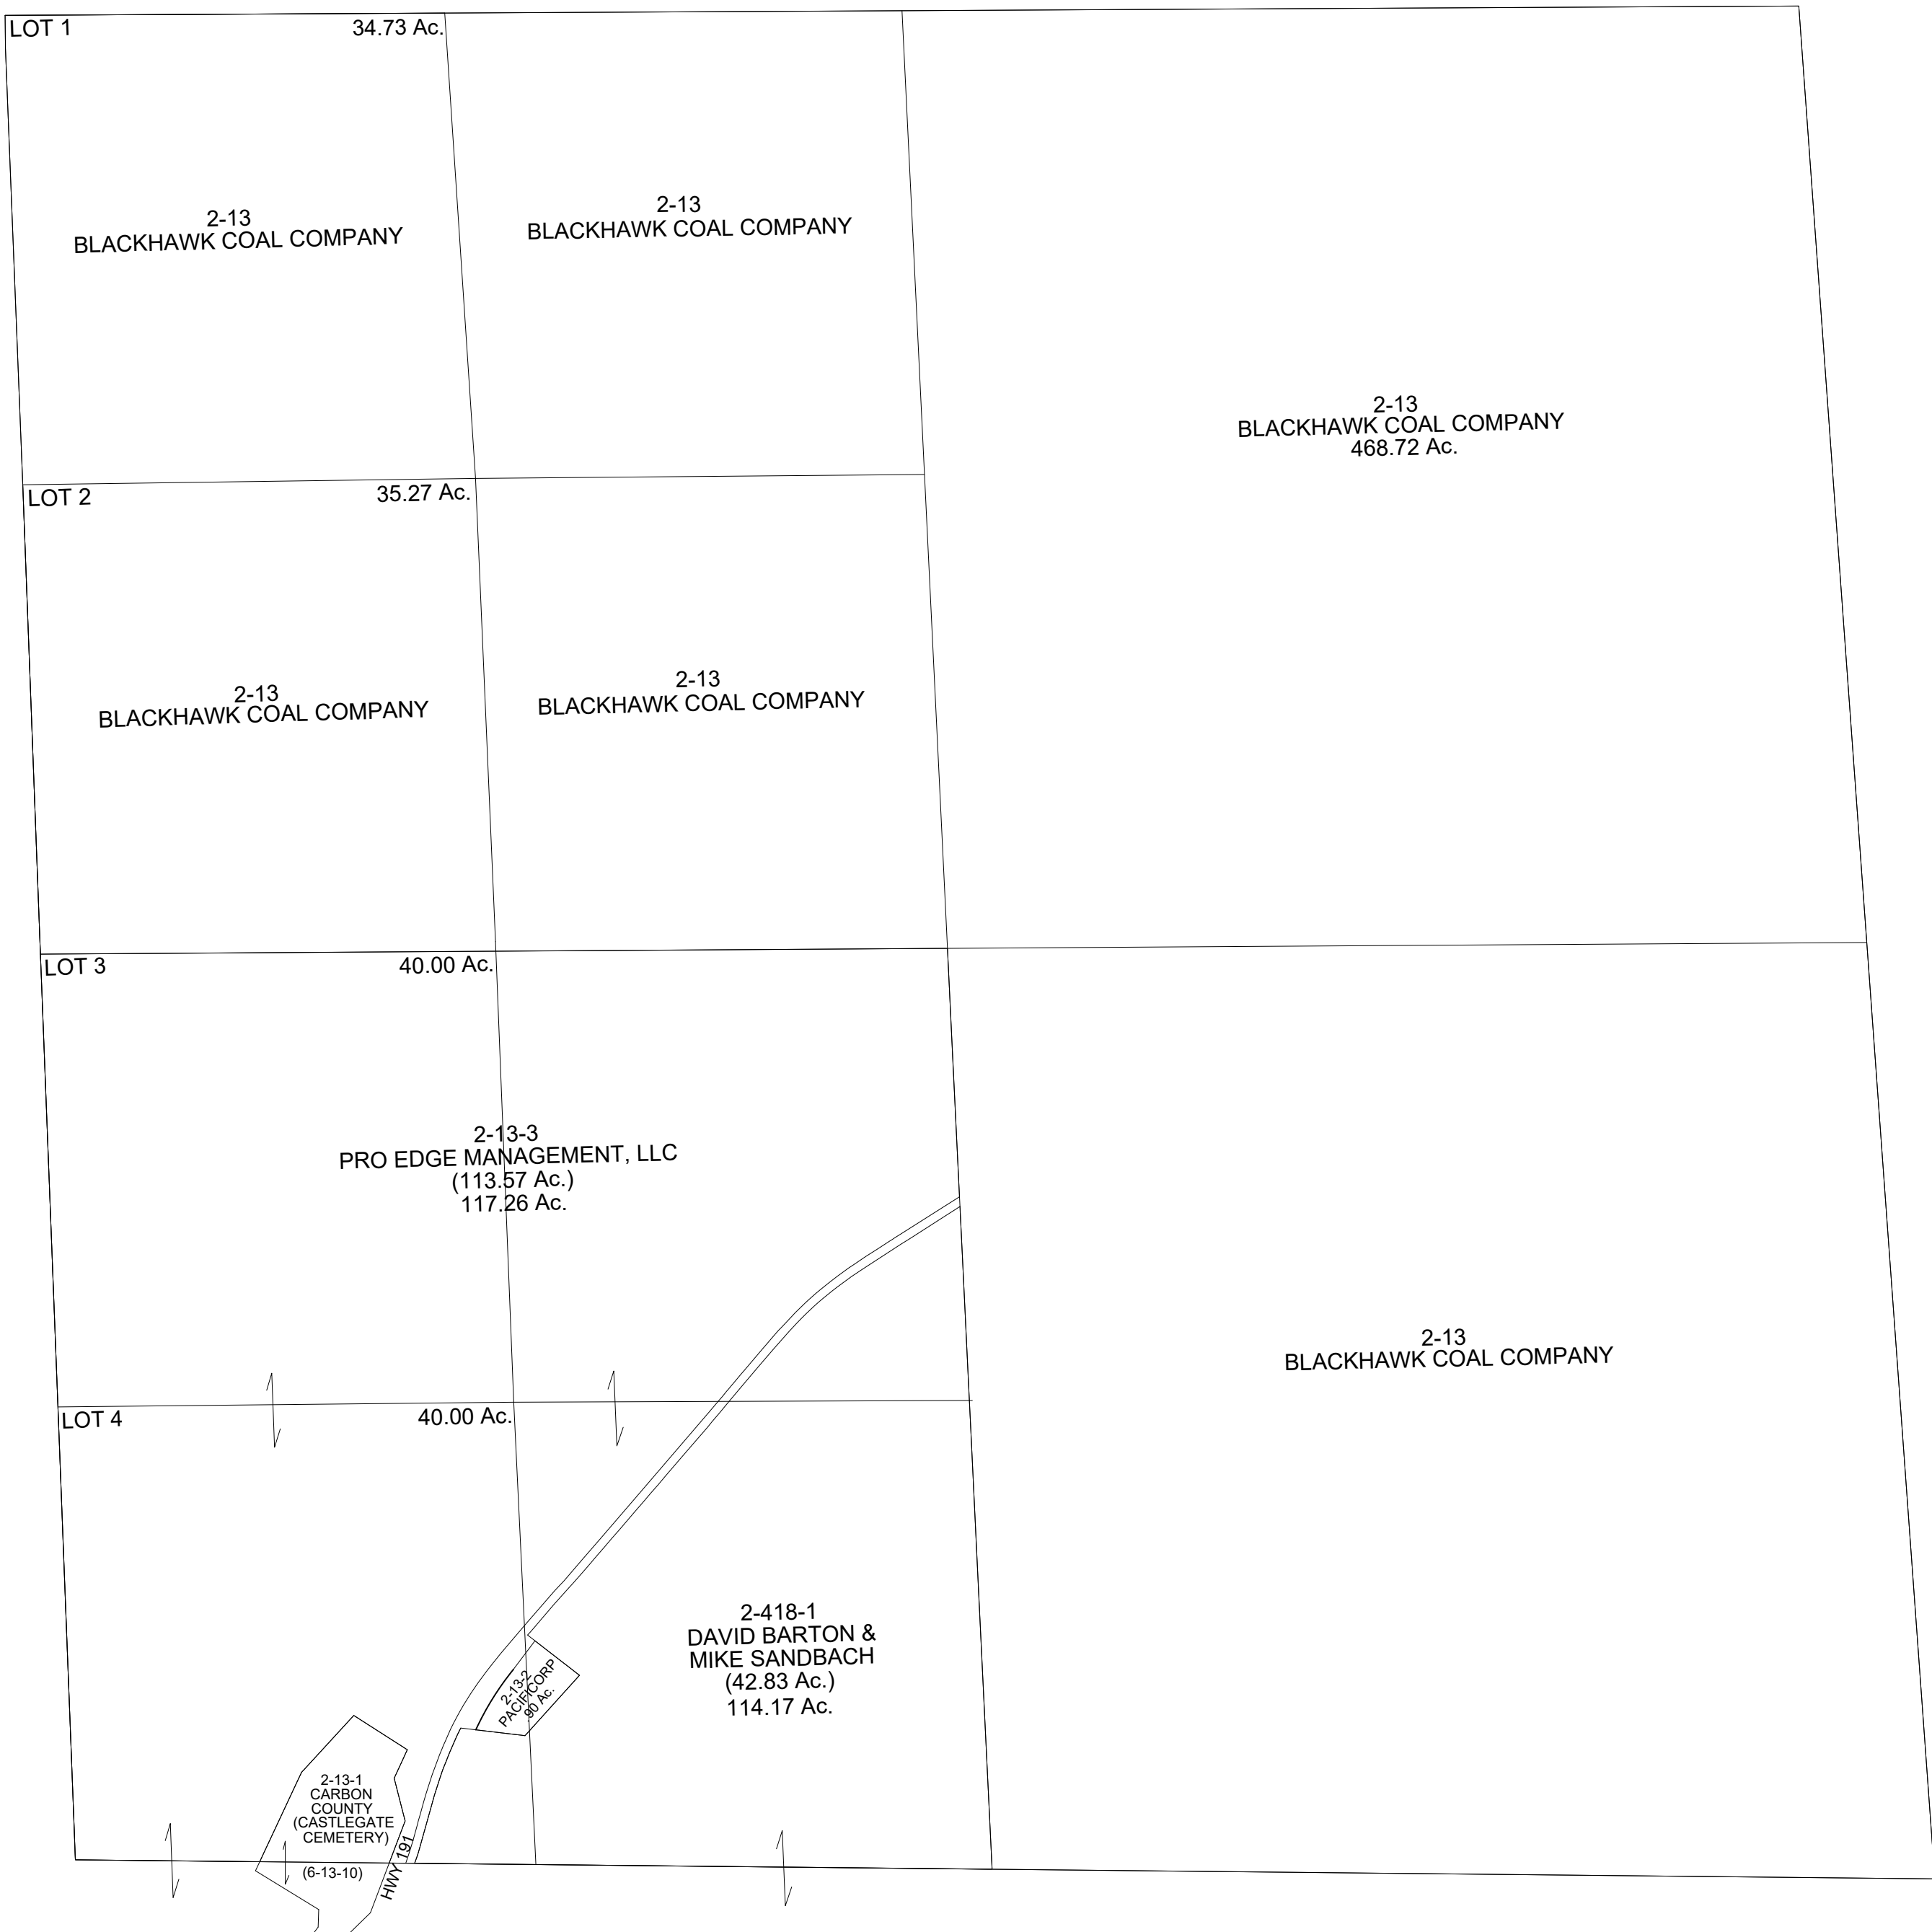 LOT 1 34.73 Ac.
2-13
BLACKHAWK COAL COMPANY
2-13
BLACKHAWK COAL COMPANY
2-13
BLACKHAWK COAL COMPANY
468.72 Ac.
LOT 2 35.27 Ac.
2-13
BLACKHAWK COAL COMPANY
2-13
BLACKHAWK COAL COMPANY
LOT 3 40.00 Ac.
2-13-3
PRO EDGE MANAGEMENT, LLC
(113.57 Ac.)
117.26 Ac.
2-13
BLACKHAWK COAL COMPANY
LOT 4 40.00 Ac.
2-418-1
DAVID BARTON &
MIKE SANDBACH
(42.83 Ac.)
114.17 Ac.
2-13-2
PACIFICORP
.90 Ac.
2-13-1
CARBON
COUNTY
(CASTLEGATE
CEMETERY)
(6-13-10)
HWY 191